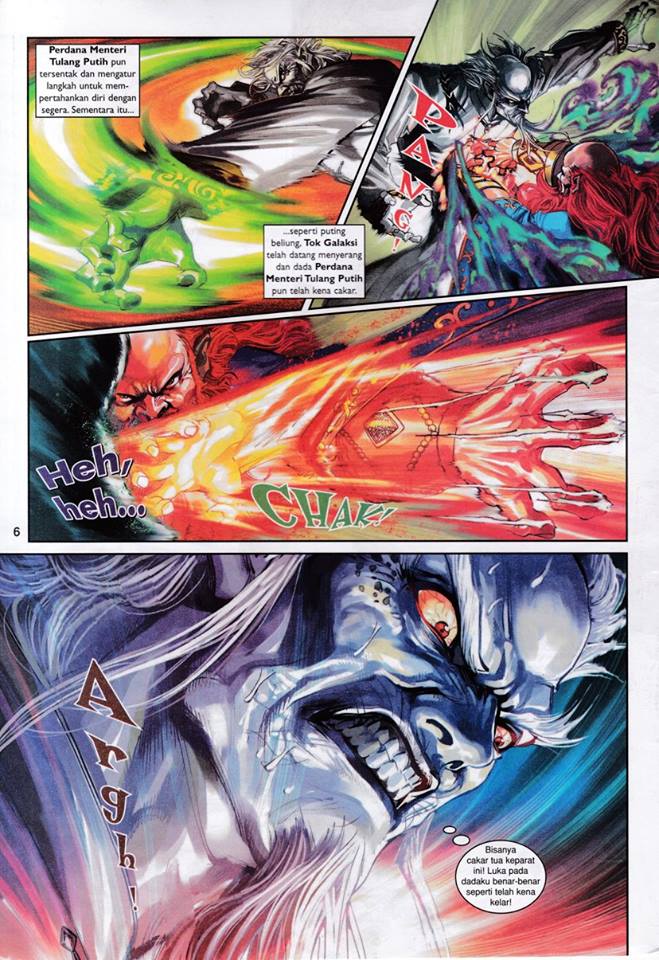 Perdana Menteri
Tulang Putih pun
tersentak dan mengatur
langkah untuk mem-
pertahankan diri dengan
segera. Sementara itu...
PANG!
...seperti puting
beliung, Tok Galaksi
telah datang menyerang
dan dada Perdana
Menteri Tulang Putih
pun telah kena cakar.
Heh,
heh...
CHAK!
6
Argh!
Bisanya
cakar tua keparat
ini! Luka pada
dadaku benar-benar
seperti telah kena
kelar!